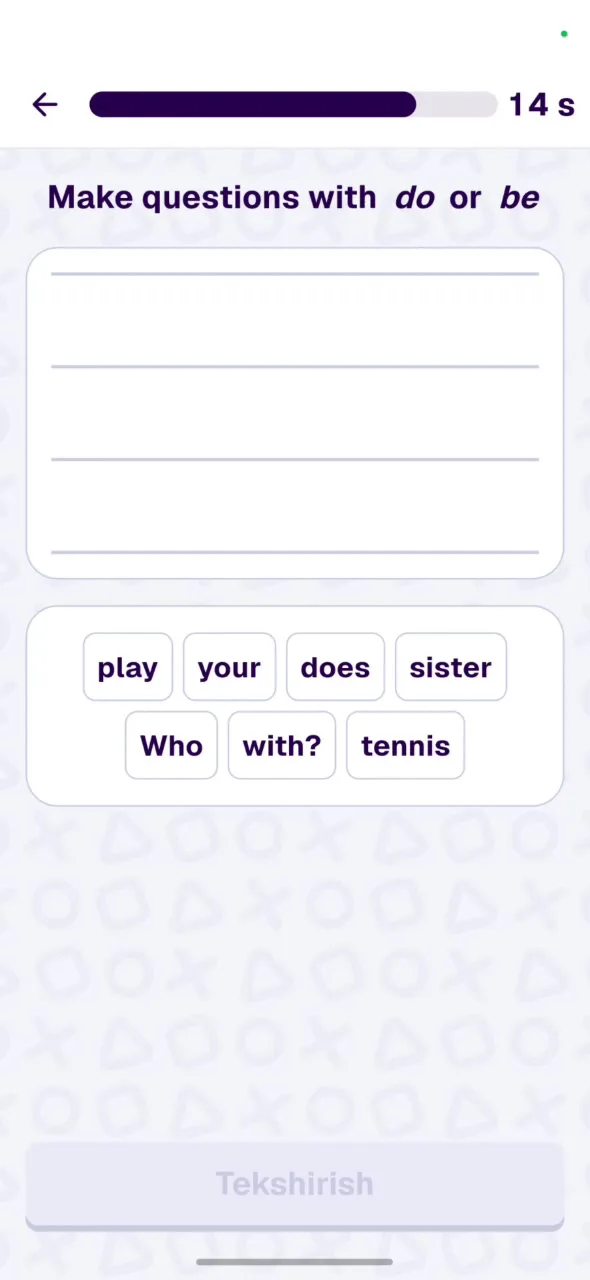 14 s
Make questions with do or be
play your does sister
Who with? tennis
Tekshirish